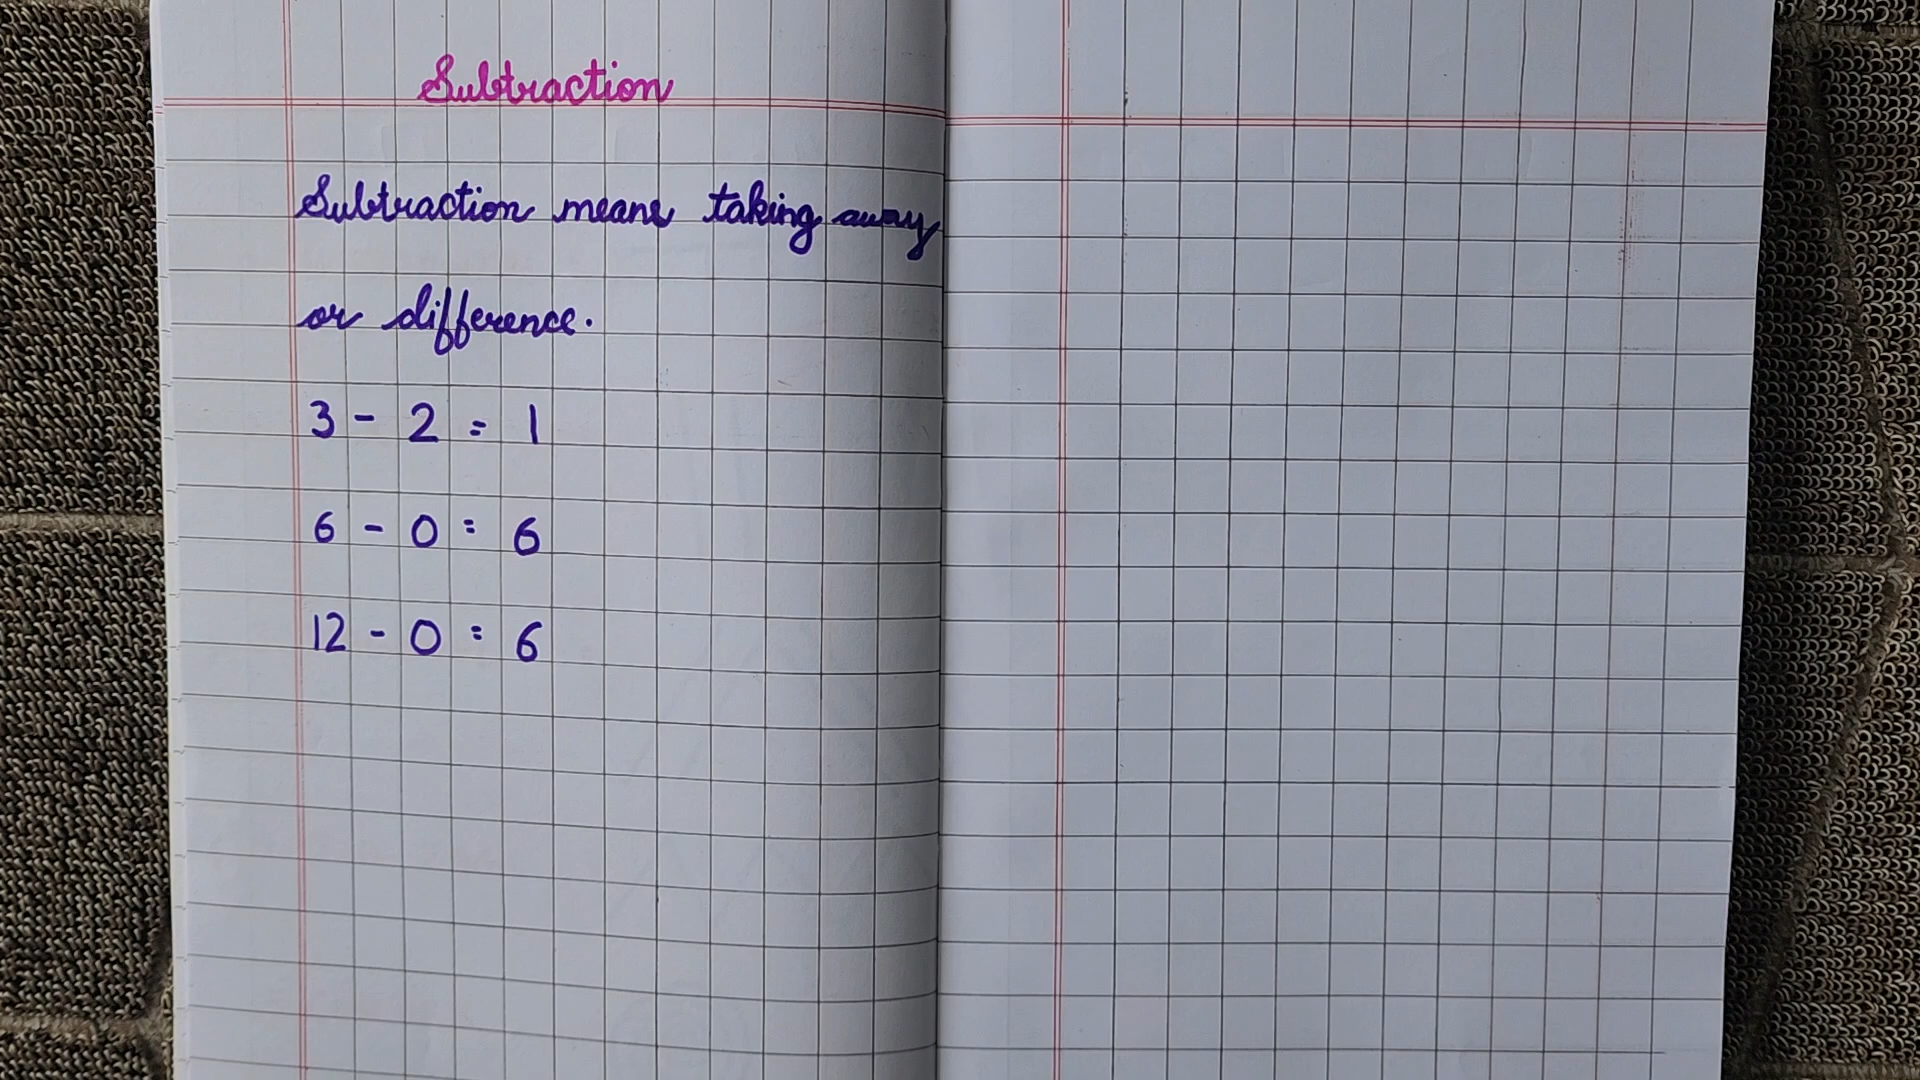 Subtraction
Subtraction means taking away
or difference.
3 - 2 = 1
6 - 0 = 6
12 - 0 = 6